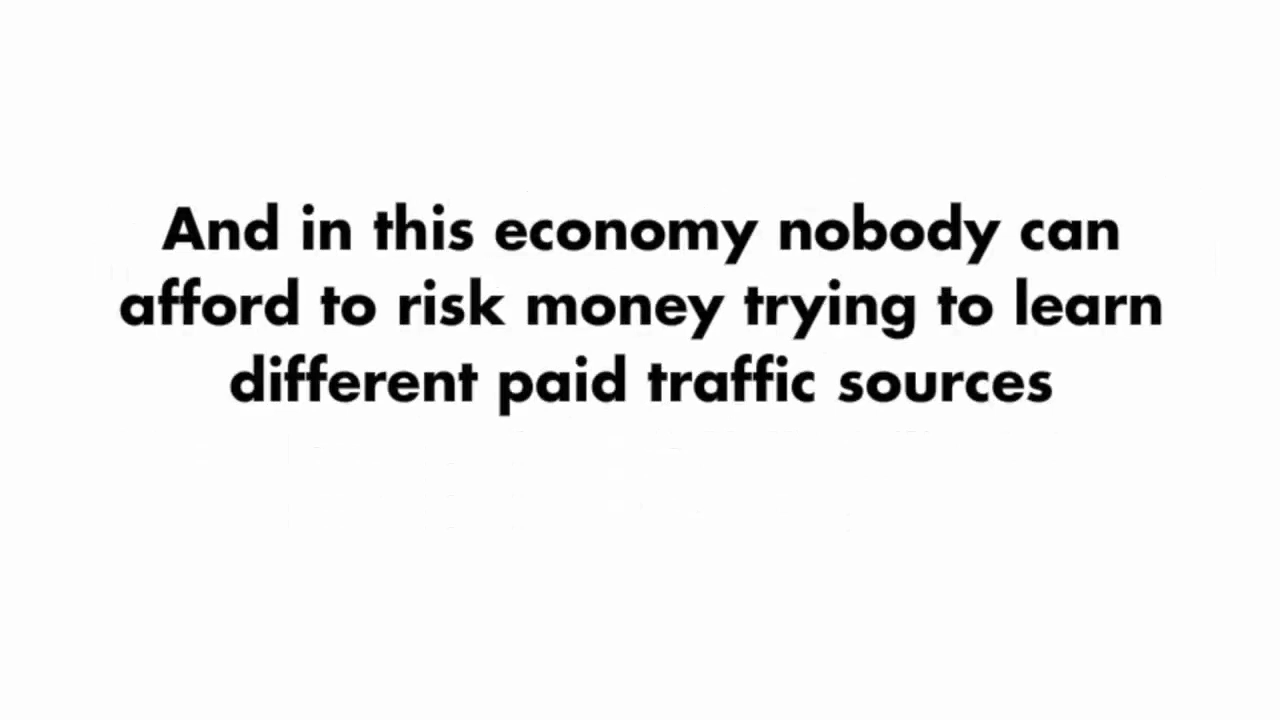 And in this economy nobody can
afford to risk money trying to learn
different paid traffic sources